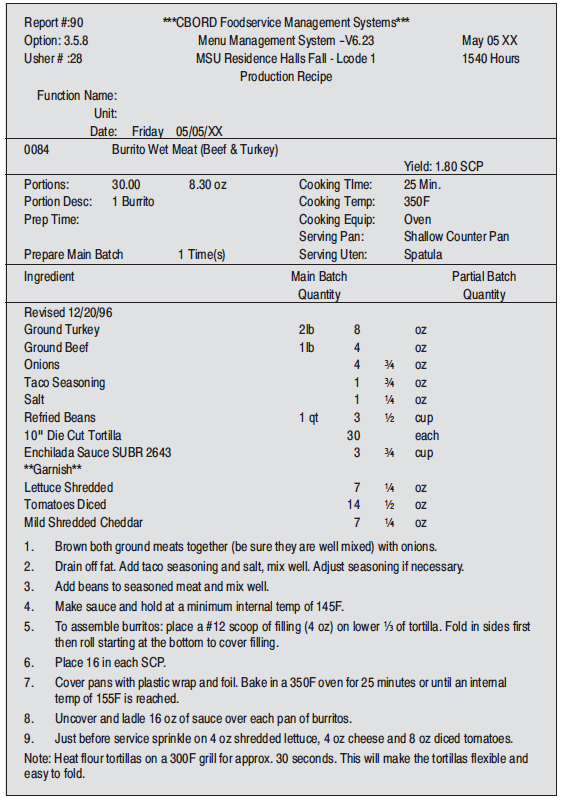 Report #:90 ***CBORD Foodservice Management Systems***
Option: 3.5.8 Menu Management System –V6.23 May 05 XX
Usher # :28 MSU Residence Halls Fall - Lcode 1 1540 Hours
Production Recipe
Function Name:
Unit:
Date: Friday 05/05/XX
0084 Burrito Wet Meat (Beef & Turkey)
Yield: 1.80 SCP
Portions: 30.00 8.30 oz Cooking TIme: 25 Min.
Portion Desc: 1 Burrito Cooking Temp: 350F
Prep Time: Cooking Equip: Oven
Serving Pan: Shallow Counter Pan
Prepare Main Batch 1 Time(s) Serving Uten: Spatula
Ingredient Main Batch Partial Batch
Quantity Quantity
Revised 12/20/96
Ground Turkey 2lb 8 oz
Ground Beef 1lb 4 oz
Onions 4 ¾ oz
Taco Seasoning 1 ¾ oz
Salt 1 ¼ oz
Refried Beans 1 qt 3 ½ cup
10" Die Cut Tortilla 30 each
Enchilada Sauce SUBR 2643 3 ¾ cup
**Garnish**
Lettuce Shredded 7 ¼ oz
Tomatoes Diced 14 ½ oz
Mild Shredded Cheddar 7 ¼ oz
1. Brown both ground meats together (be sure they are well mixed) with onions.
2. Drain off fat. Add taco seasoning and salt, mix well. Adjust seasoning if necessary.
3. Add beans to seasoned meat and mix well.
4. Make sauce and hold at a minimum internal temp of 145F.
5. To assemble burritos: place a #12 scoop of filling (4 oz) on lower ⅓ of tortilla. Fold in sides first
then roll starting at the bottom to cover filling.
6. Place 16 in each SCP.
7. Cover pans with plastic wrap and foil. Bake in a 350F oven for 25 minutes or until an internal
temp of 155F is reached.
8. Uncover and ladle 16 oz of sauce over each pan of burritos.
9. Just before service sprinkle on 4 oz shredded lettuce, 4 oz cheese and 8 oz diced tomatoes.
Note: Heat flour tortillas on a 300F grill for approx. 30 seconds. This will make the tortillas flexible and
easy to fold.